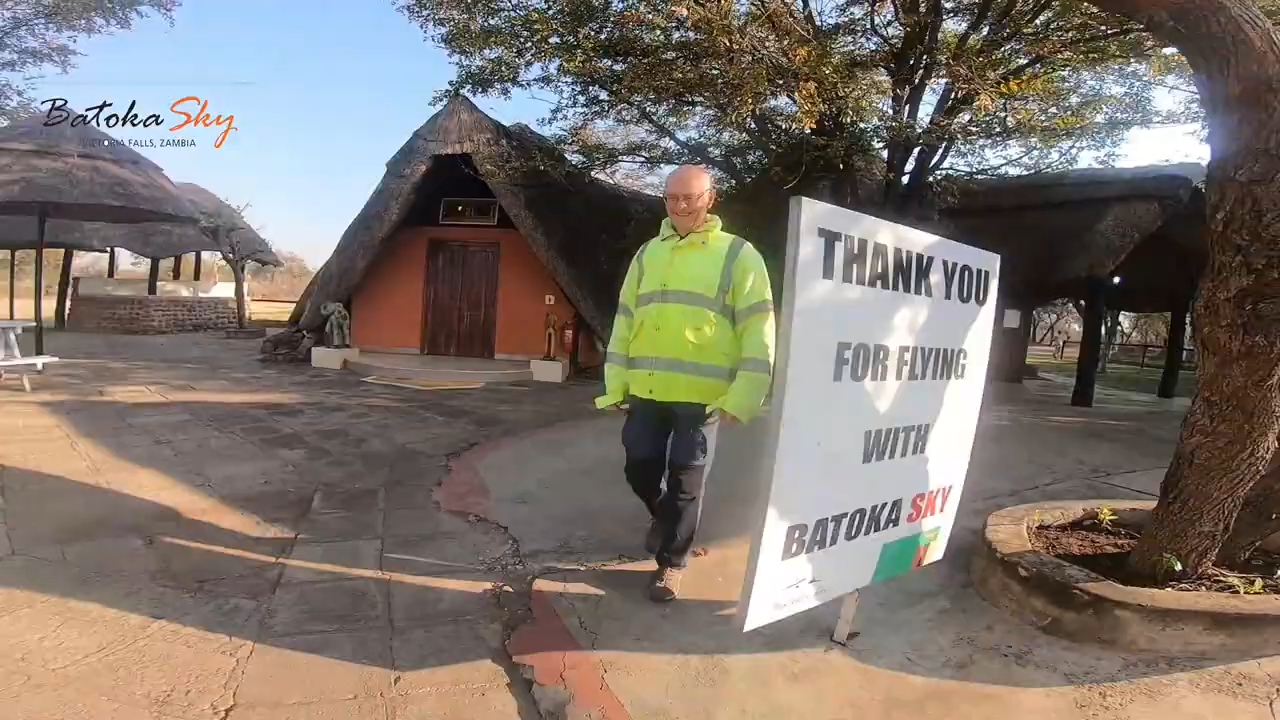 Batoka Sky
VICTORIA FALLS, ZAMBIA
THANK YOU
FOR FLYING
WITH
BATOKA SKY